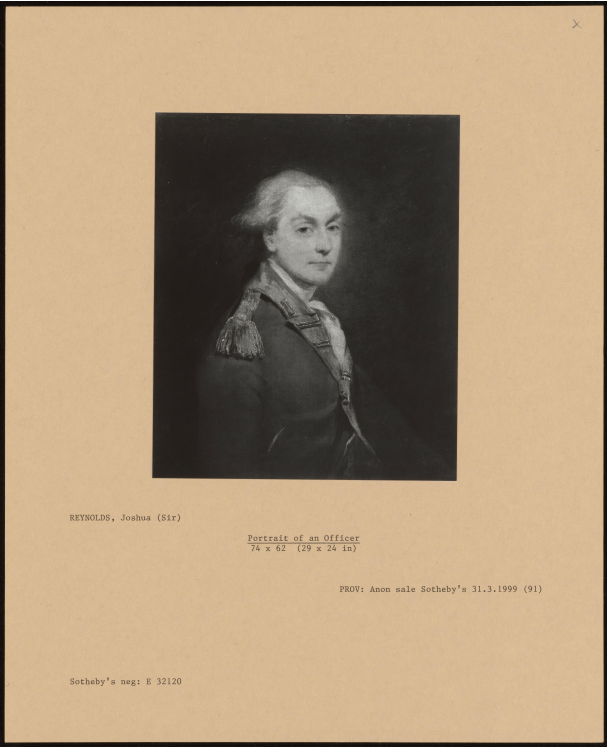 x
REYNOLDS, Joshua (Sir)
Portrait of an Officer
74 x 62 (29 x 24 in)
PROV: Anon sale Sotheby's 31.3.1999 (91)
Sotheby's neg: E 32120